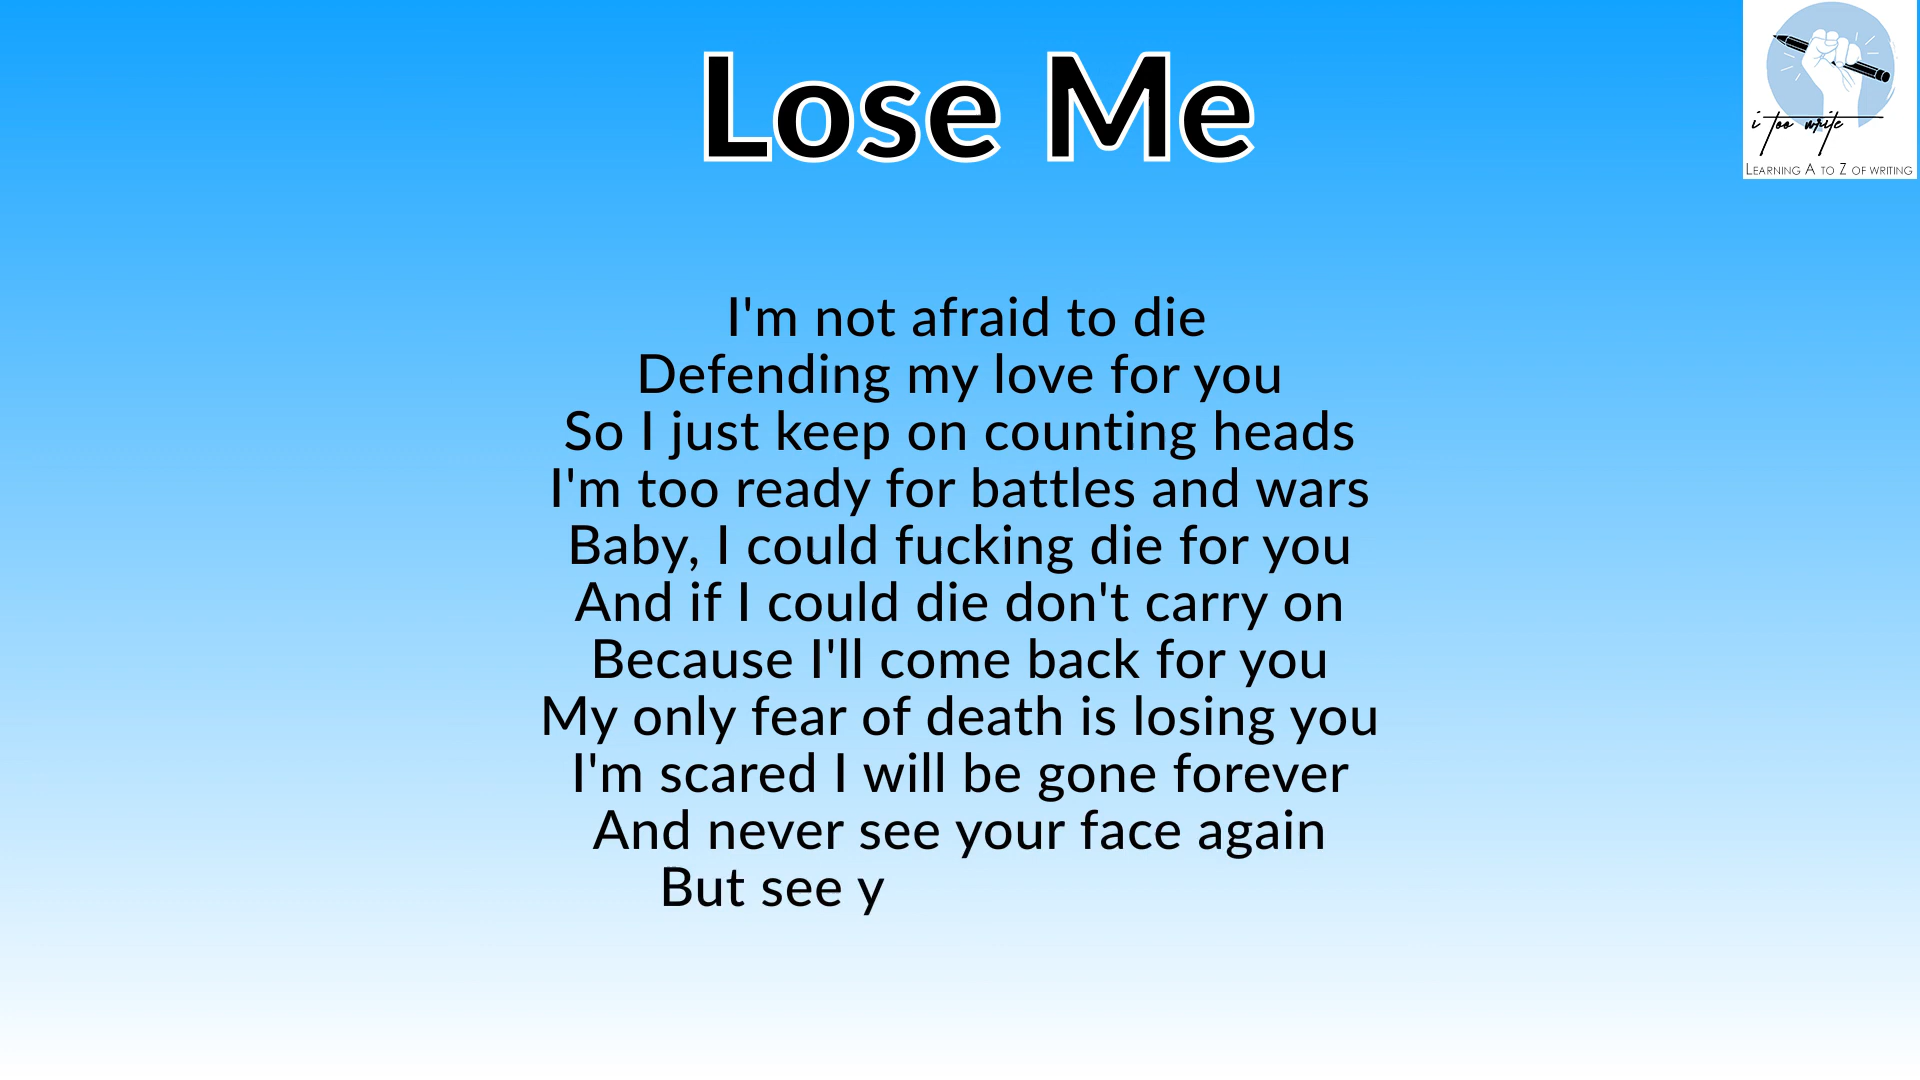 Lose Me
i too write
LEARNING A TO Z OF WRITING
I'm not afraid to die
Defending my love for you
So I just keep on counting heads
I'm too ready for battles and wars
Baby, I could fucking die for you
And if I could die don't carry on
Because I'll come back for you
My only fear of death is losing you
I'm scared I will be gone forever
And never see your face again
But see y